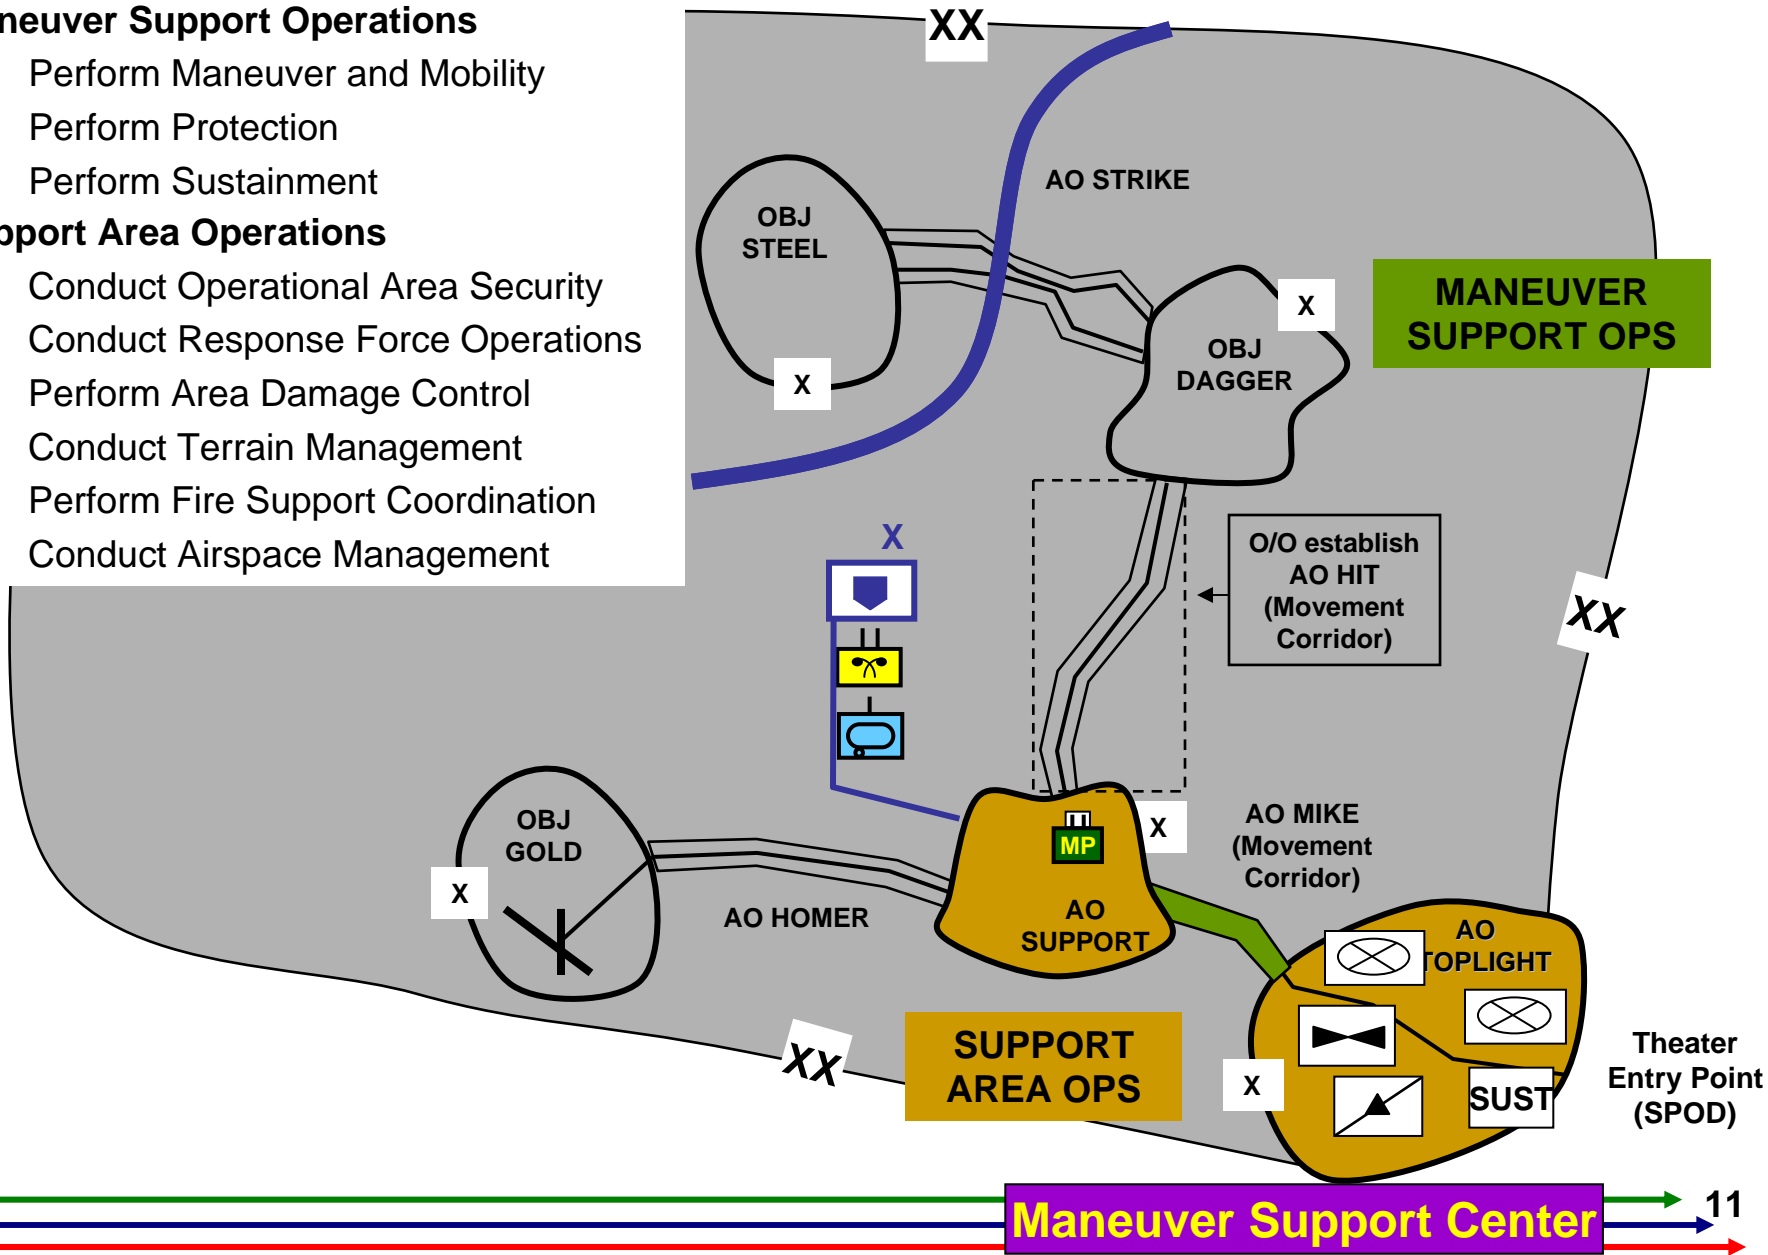 neuver Support Operations
Perform Maneuver and Mobility
Perform Protection
Perform Sustainment
pport Area Operations
Conduct Operational Area Security
Conduct Response Force Operations
Perform Area Damage Control
Conduct Terrain Management
Perform Fire Support Coordination
Conduct Airspace Management
XX
AO STRIKE
OBJ
STEEL
X
X
OBJ
DAGGER
MANEUVER
SUPPORT OPS
X
O/O establish
AO HIT
(Movement
Corridor)
XX
OBJ
GOLD
X
AO HOMER
MP
AO
SUPPORT
X
AO MIKE
(Movement
Corridor)
AO
TOPLIGHT
X
SUST
Theater
Entry Point
(SPOD)
XX
SUPPORT
AREA OPS
Maneuver Support Center
11